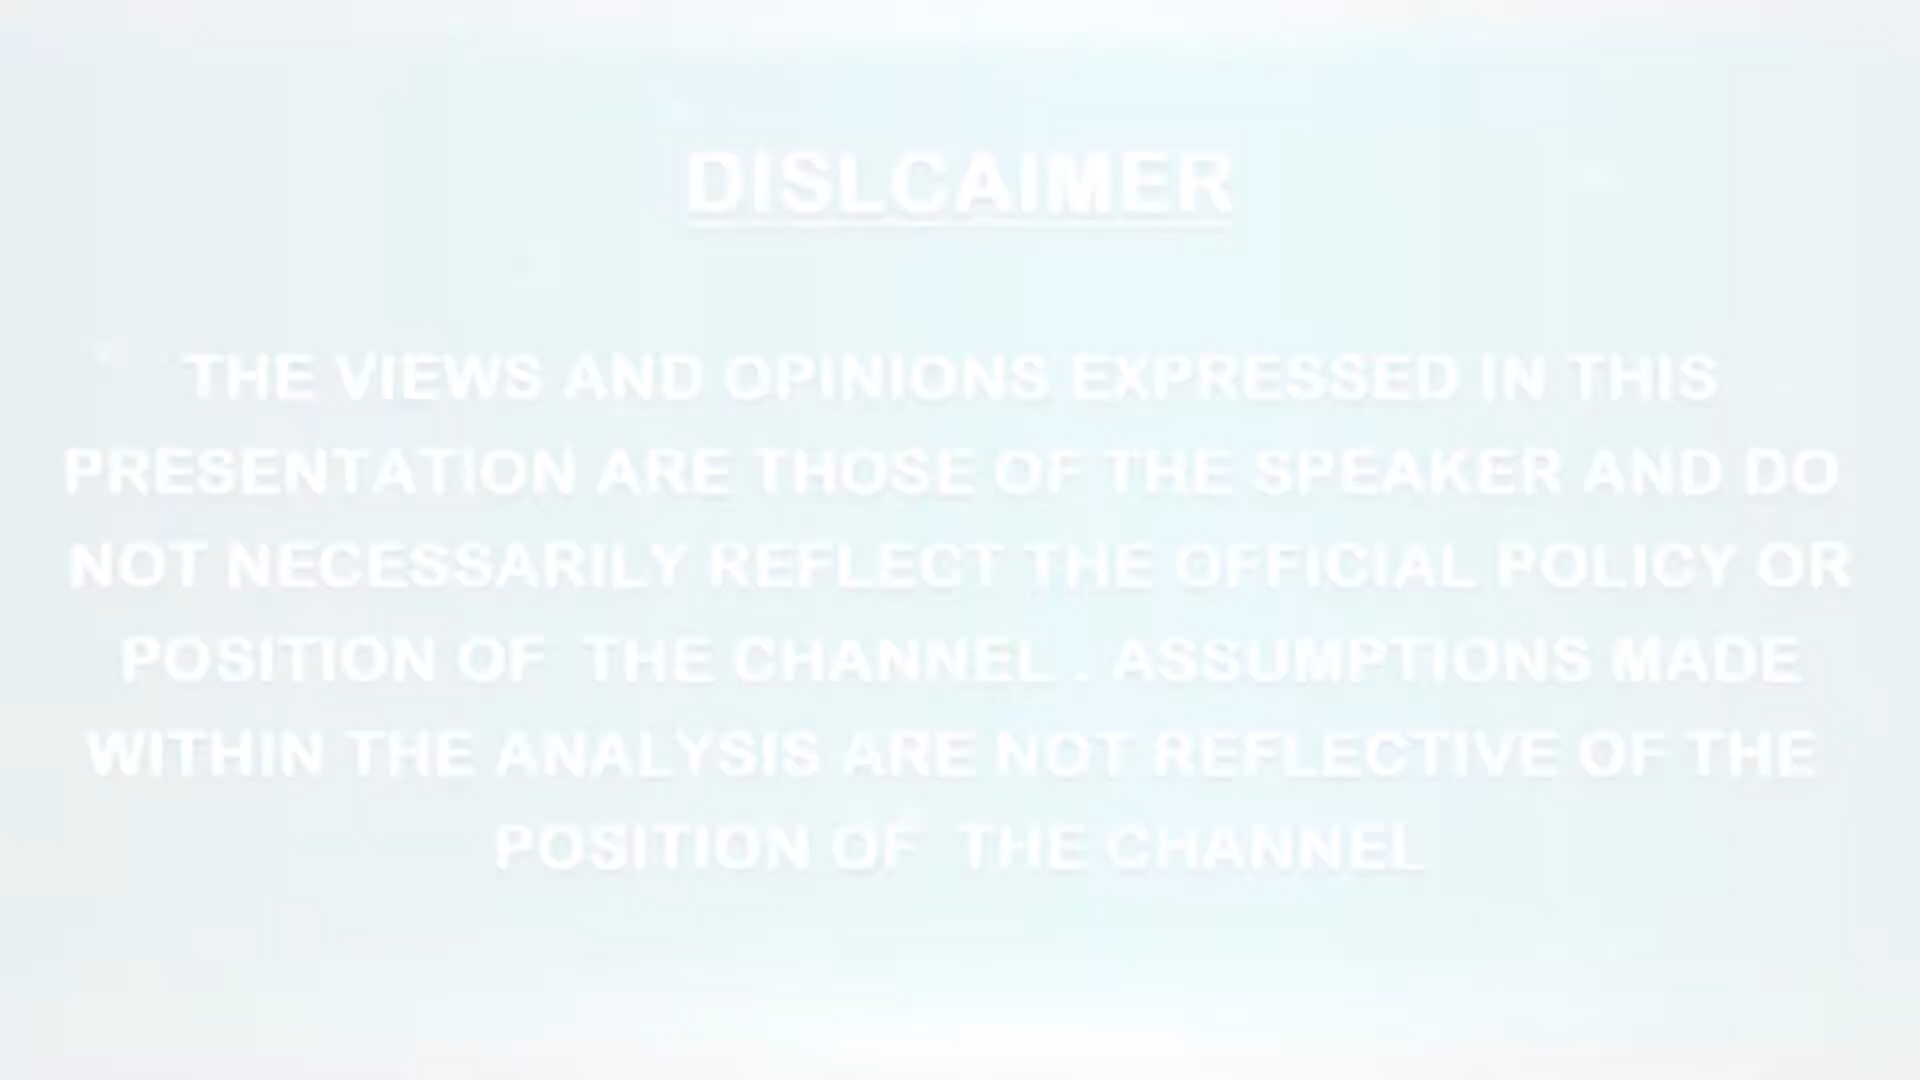 DISLCAIMER
THE VIEWS AND OPINIONS EXPRESSED IN THIS
PRESENTATION ARE THOSE OF THE SPEAKER AND DO
NOT NECESSARILY REFLECT THE OFFICIAL POLICY OR
POSITION OF THE CHANNEL . ASSUMPTIONS MADE
WITHIN THE ANALYSIS ARE NOT REFLECTIVE OF THE
POSITION OF THE CHANNEL